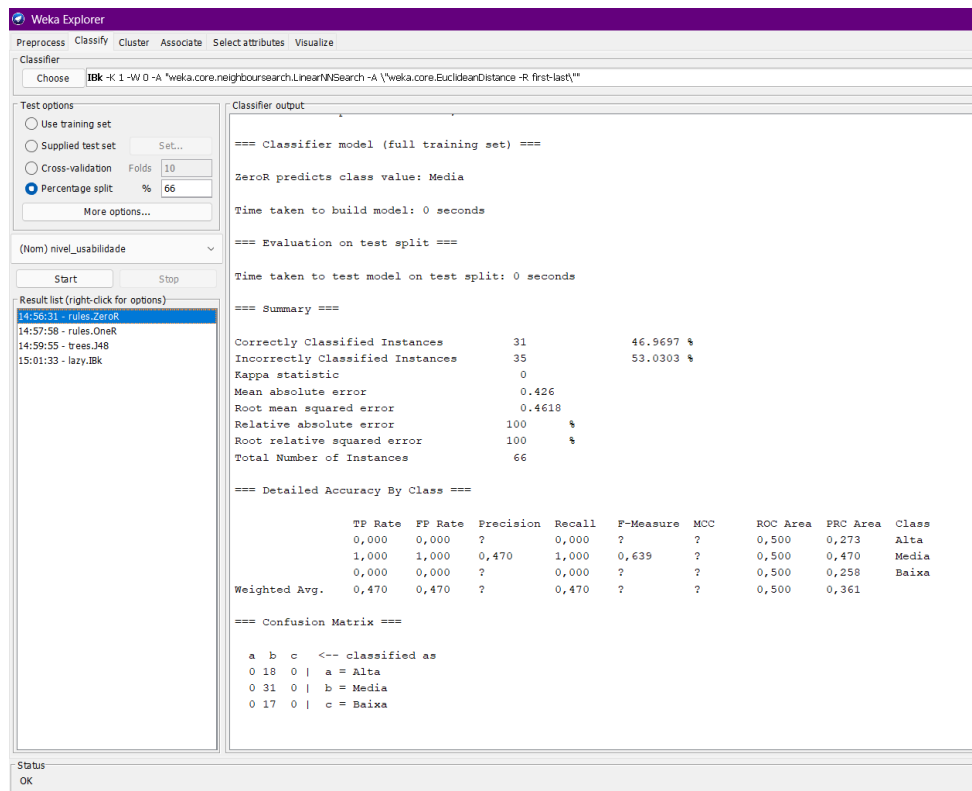 Weka Explorer
Preprocess Classify Cluster Associate Select attributes Visualize
Classifier
Choose IBk -K 1 -W 0 -A "weka.core.neighboursearch.LinearNNSearch -A \"weka.core.EuclideanDistance -R first-last\""
Test options
Use training set
Supplied test set Set...
Cross-validation Folds 10
Percentage split % 66
More options...
(Nom) nivel_usabilidade
Start Stop
Result list (right-click for options)
14:56:31 - rules.ZeroR
14:57:58 - rules.OneR
14:59:55 - trees.J48
15:01:33 - lazy.IBk
Classifier output
=== Classifier model (full training set) ===
ZeroR predicts class value: Media
Time taken to build model: 0 seconds
=== Evaluation on test split ===
Time taken to test model on test split: 0 seconds
=== Summary ===
Correctly Classified Instances 31 46.9697 %
Incorrectly Classified Instances 35 53.0303 %
Kappa statistic 0
Mean absolute error 0.426
Root mean squared error 0.4618
Relative absolute error 100 %
Root relative squared error 100 %
Total Number of Instances 66
=== Detailed Accuracy By Class ===
TP Rate FP Rate Precision Recall F-Measure MCC ROC Area PRC Area Class
0,000 0,000 ? 0,000 ? ? 0,500 0,273 Alta
1,000 1,000 0,470 1,000 0,639 ? 0,500 0,470 Media
0,000 0,000 ? 0,000 ? ? 0,500 0,258 Baixa
Weighted Avg. 0,470 0,470 ? 0,470 ? ? 0,500 0,361
=== Confusion Matrix ===
a b c <-- classified as
0 18 0 | a = Alta
0 31 0 | b = Media
0 17 0 | c = Baixa
Status
OK